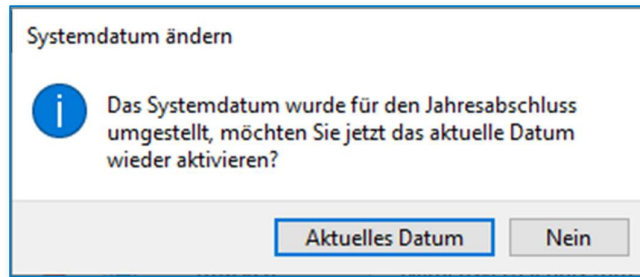 Systemdatum ändern
Das Systemdatum wurde für den Jahresabschluss
umgestellt, möchten Sie jetzt das aktuelle Datum
wieder aktivieren?
Aktuelles Datum Nein